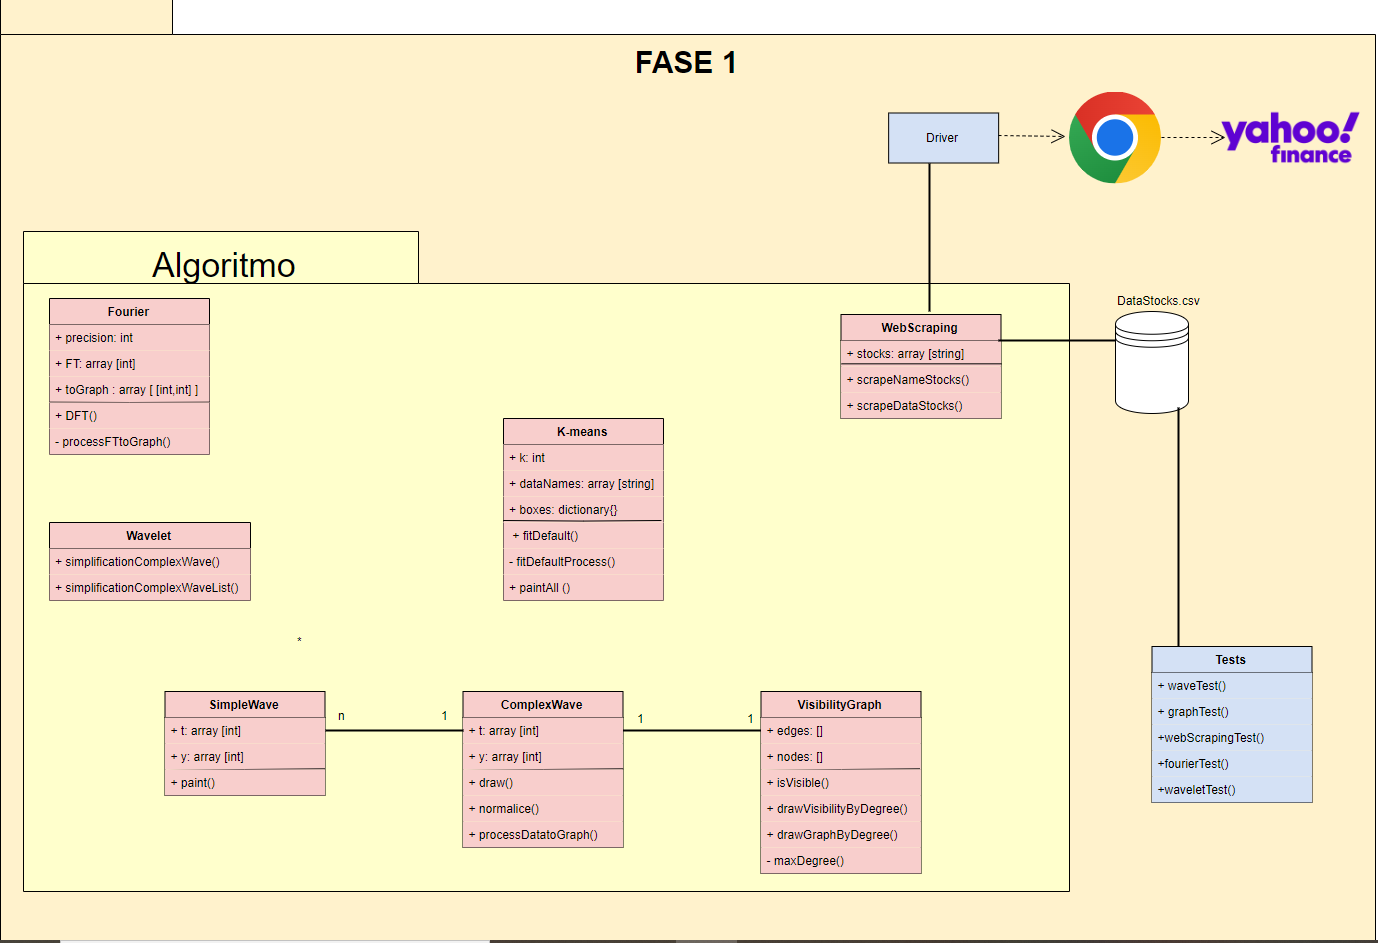 FASE 1
Driver
yahoo!
finance
Algoritmo
Fourier
+ precision: int
+ FT: array [int]
+ toGraph : array [ [int,int] ]
+ DFT()
- processFTtoGraph()
WebScraping
+ stocks: array [string]
+ scrapeNameStocks()
+ scrapeDataStocks()
DataStocks.csv
K-means
+ k: int
+ dataNames: array [string]
+ boxes: dictionary{}
+ fitDefault()
- fitDefaultProcess()
+ paintAll ()
Wavelet
+ simplificationComplexWave()
+ simplificationComplexWaveList()
*
SimpleWave
+ t: array [int]
+ y: array [int]
+ paint()
n
1
ComplexWave
+ t: array [int]
+ y: array [int]
+ draw()
+ normalice()
+ processDatatoGraph()
1
1
VisibilityGraph
+ edges: []
+ nodes: []
+ isVisible()
+ drawVisibilityByDegree()
+ drawGraphByDegree()
- maxDegree()
Tests
+ waveTest()
+ graphTest()
+webScrapingTest()
+fourierTest()
+waveletTest()